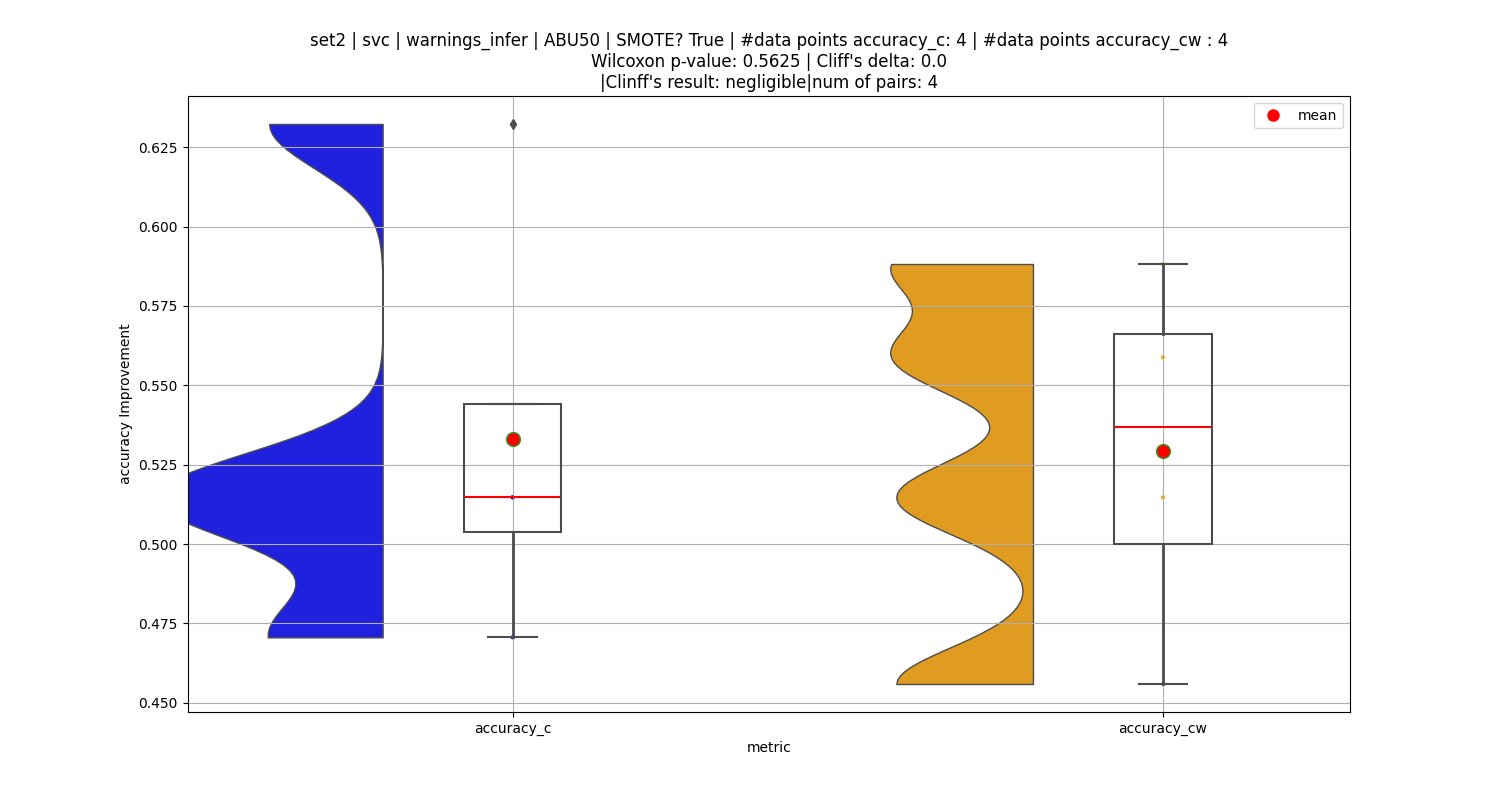 set2 | svc | warnings_infer | ABU50 | SMOTE? True | #data points accuracy_c: 4 | #data points accuracy_cw : 4
Wilcoxon p-value: 0.5625 | Cliff's delta: 0.0
|Clinff's result: negligible|num of pairs: 4
mean
0.625
0.600
0.575
0.550
0.525
0.500
0.475
0.450
accuracy Improvement
accuracy_c
accuracy_cw
metric